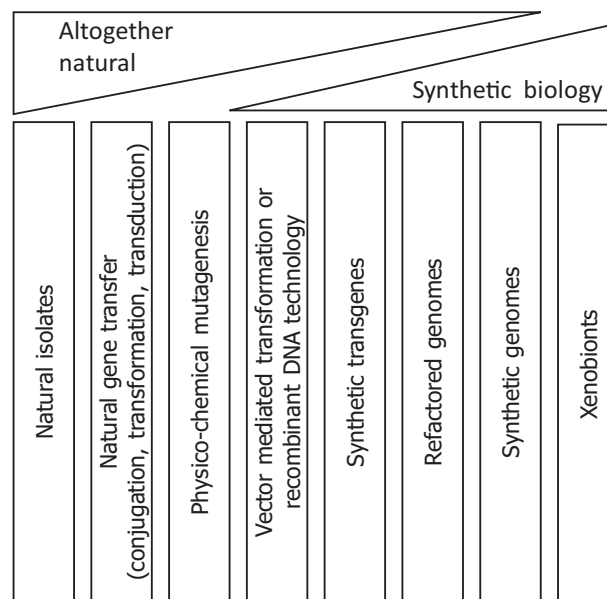 Altogether
natural
Synthetic biology
Natural isolates
Natural gene transfer
(conjugation, transformation, transduction)
Physico-chemical mutagenesis
Vector mediated transformation or
recombinant DNA technology
Synthetic transgenes
Refactored genomes
Synthetic genomes
Xenobionts